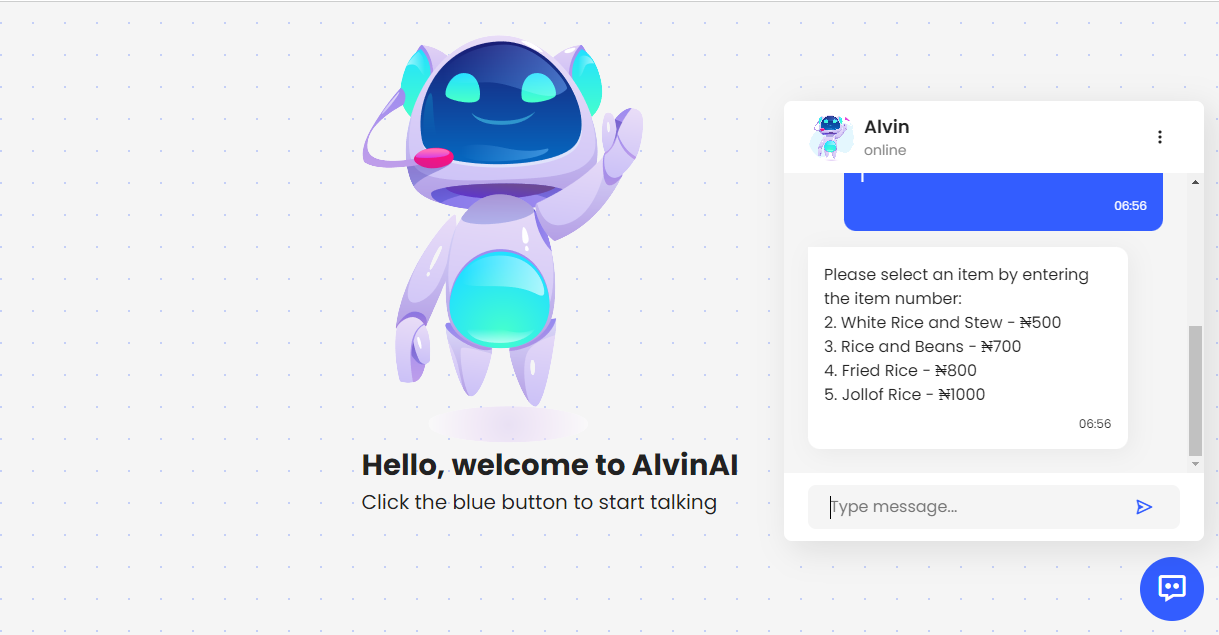 Hello, welcome to AlvinAI
Click the blue button to start talking
Alvin
online
06:56
Please select an item by entering
the item number:
2. White Rice and Stew - ₦500
3. Rice and Beans - ₦700
4. Fried Rice - ₦800
5. Jollof Rice - ₦1000
06:56
Type message...